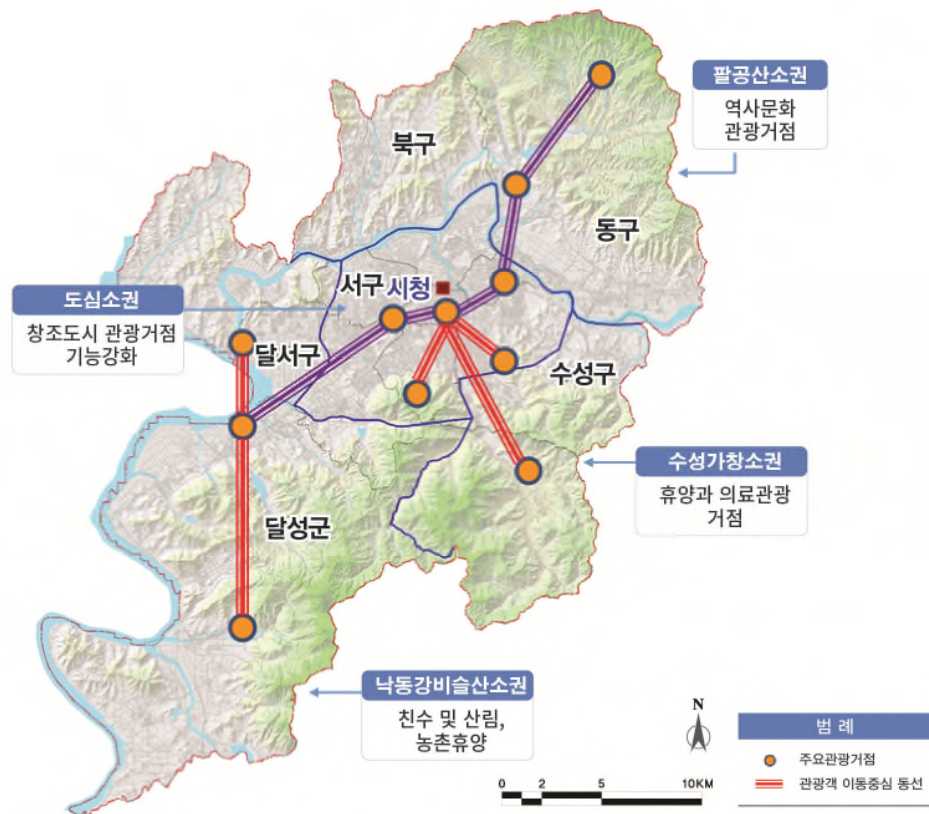 팔공산소권
역사문화
관광거점
북구
동구
서구
시청
도심소권
창조도시 관광거점
기능강화
달서구
수성구
수성가창소권
휴양과 의료관광
거점
달성군
낙동강비슬산소권
친수 및 산림,
농촌휴양
N
범 례
주요관광거점
관광객 이동중심 동선
0 2 5 10KM